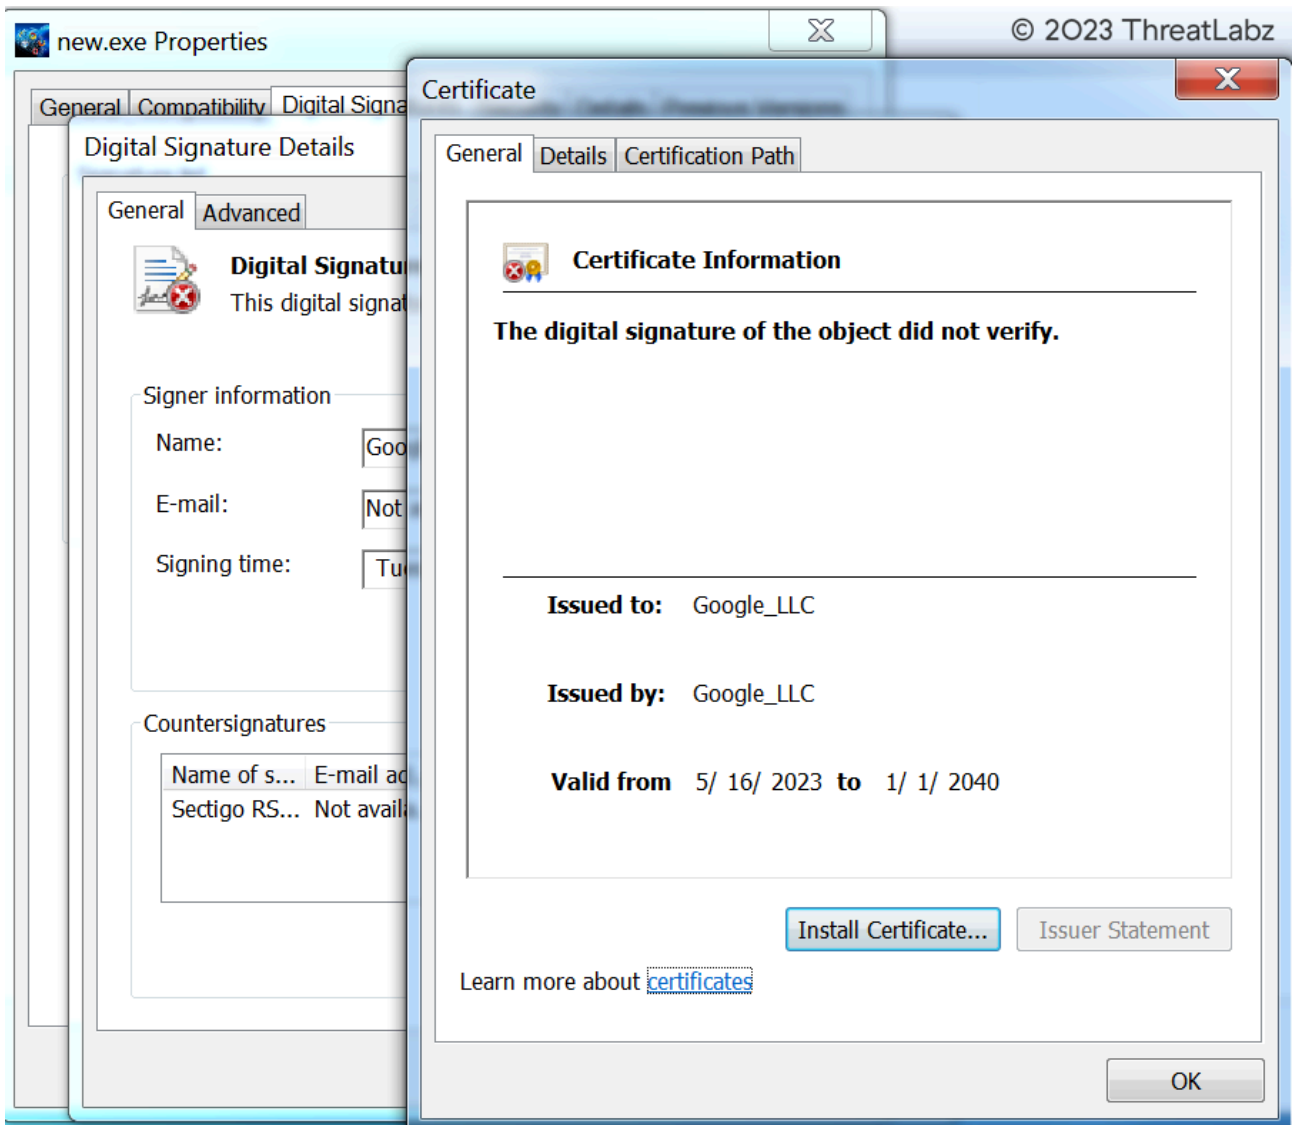 new.exe Properties
© 2023 ThreatLabz
General Compatibility Digital Signa
Digital Signature Details
General Advanced
Digital Signatu
This digital signat
Signer information
Name: Goo
E-mail: Not
Signing time: Tu
Countersignatures
Name of s... E-mail ad
Sectigo RS... Not avail
Certificate
General Details Certification Path
Certificate Information
The digital signature of the object did not verify.
Issued to: Google_LLC
Issued by: Google_LLC
Valid from 5/ 16/ 2023 to 1/ 1/ 2040
Install Certificate... Issuer Statement
Learn more about certificates
OK